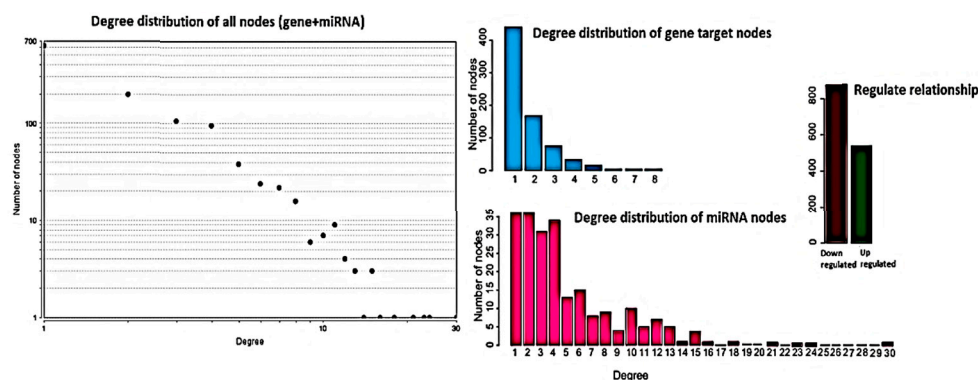 Degree distribution of all nodes (gene+miRNA)
700
100
10
1
Number of nodes
1
10
30
Degree
Degree distribution of gene target nodes
Number of nodes
400
300
200
100
0
1 2 3 4 5 6 7 8
Degree distribution of miRNA nodes
Number of nodes
35
30
25
20
15
10
5
0
1 2 3 4 5 6 7 8 9 10 11 12 13 14 15 16 17 18 19 20 21 22 23 24 25 26 27 28 29 30
Degree
Regulate relationship
800
600
400
200
0
Down regulated
Up regulated